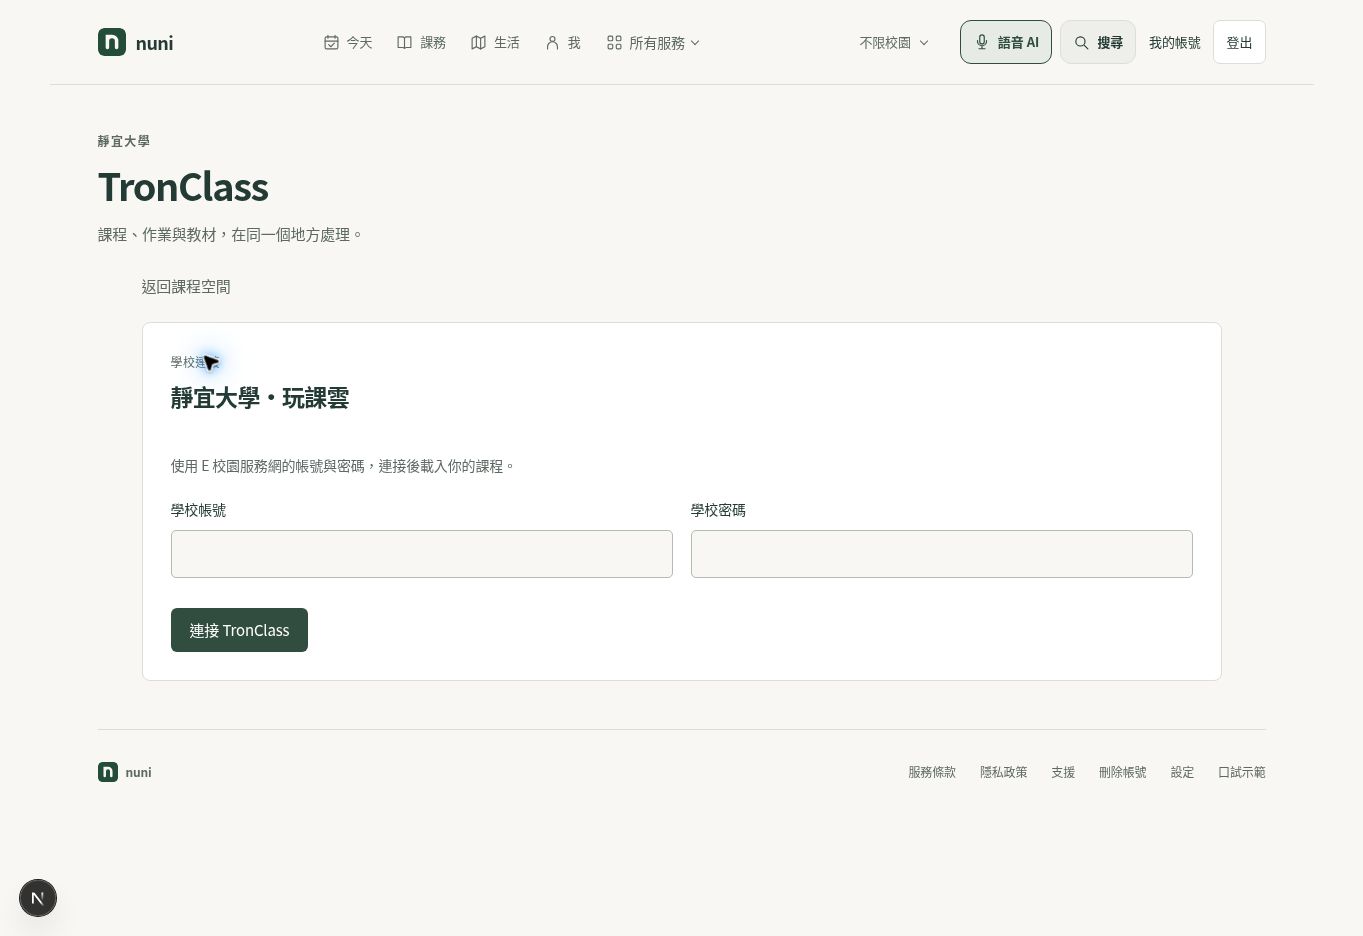 nuni
今天
課務
生活
我
所有服務
不限校園
語音 AI
搜尋
我的帳號
登出
靜宜大學
TronClass
課程、作業與教材，在同一個地方處理。
返回課程空間
學校
靜宜大學・玩課雲
使用 E 校園服務網的帳號與密碼，連接後載入你的課程。
學校帳號
學校密碼
連接 TronClass
nuni
服務條款
隱私政策
支援
刪除帳號
設定
口試示範
N